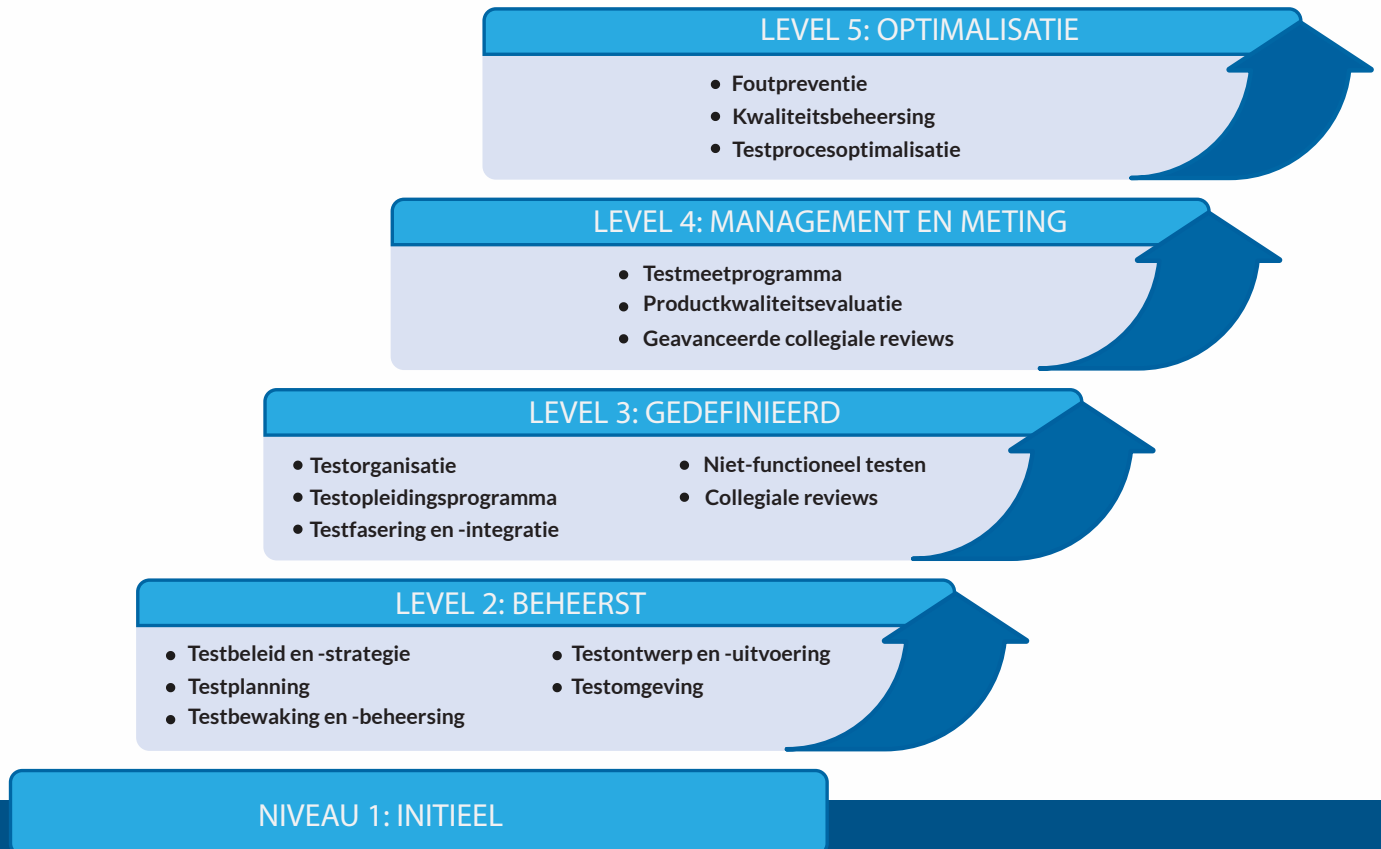 LEVEL 5: OPTIMALISATIE
• Foutpreventie
• Kwaliteitsbeheersing
• Testprocesoptimalisatie
LEVEL 4: MANAGEMENT EN METING
• Testmeetprogramma
• Productkwaliteitsevaluatie
• Geavanceerde collegiale reviews
LEVEL 3: GEDEFINIEERD
• Testorganisatie
• Testopleidingsprogramma
• Testfasering en -integratie
• Niet-functioneel testen
• Collegiale reviews
LEVEL 2: BEHEERST
• Testbeleid en -strategie
• Testplanning
• Testbewaking en -beheersing
• Testontwerp en -uitvoering
• Testomgeving
NIVEAU 1: INITIEEL